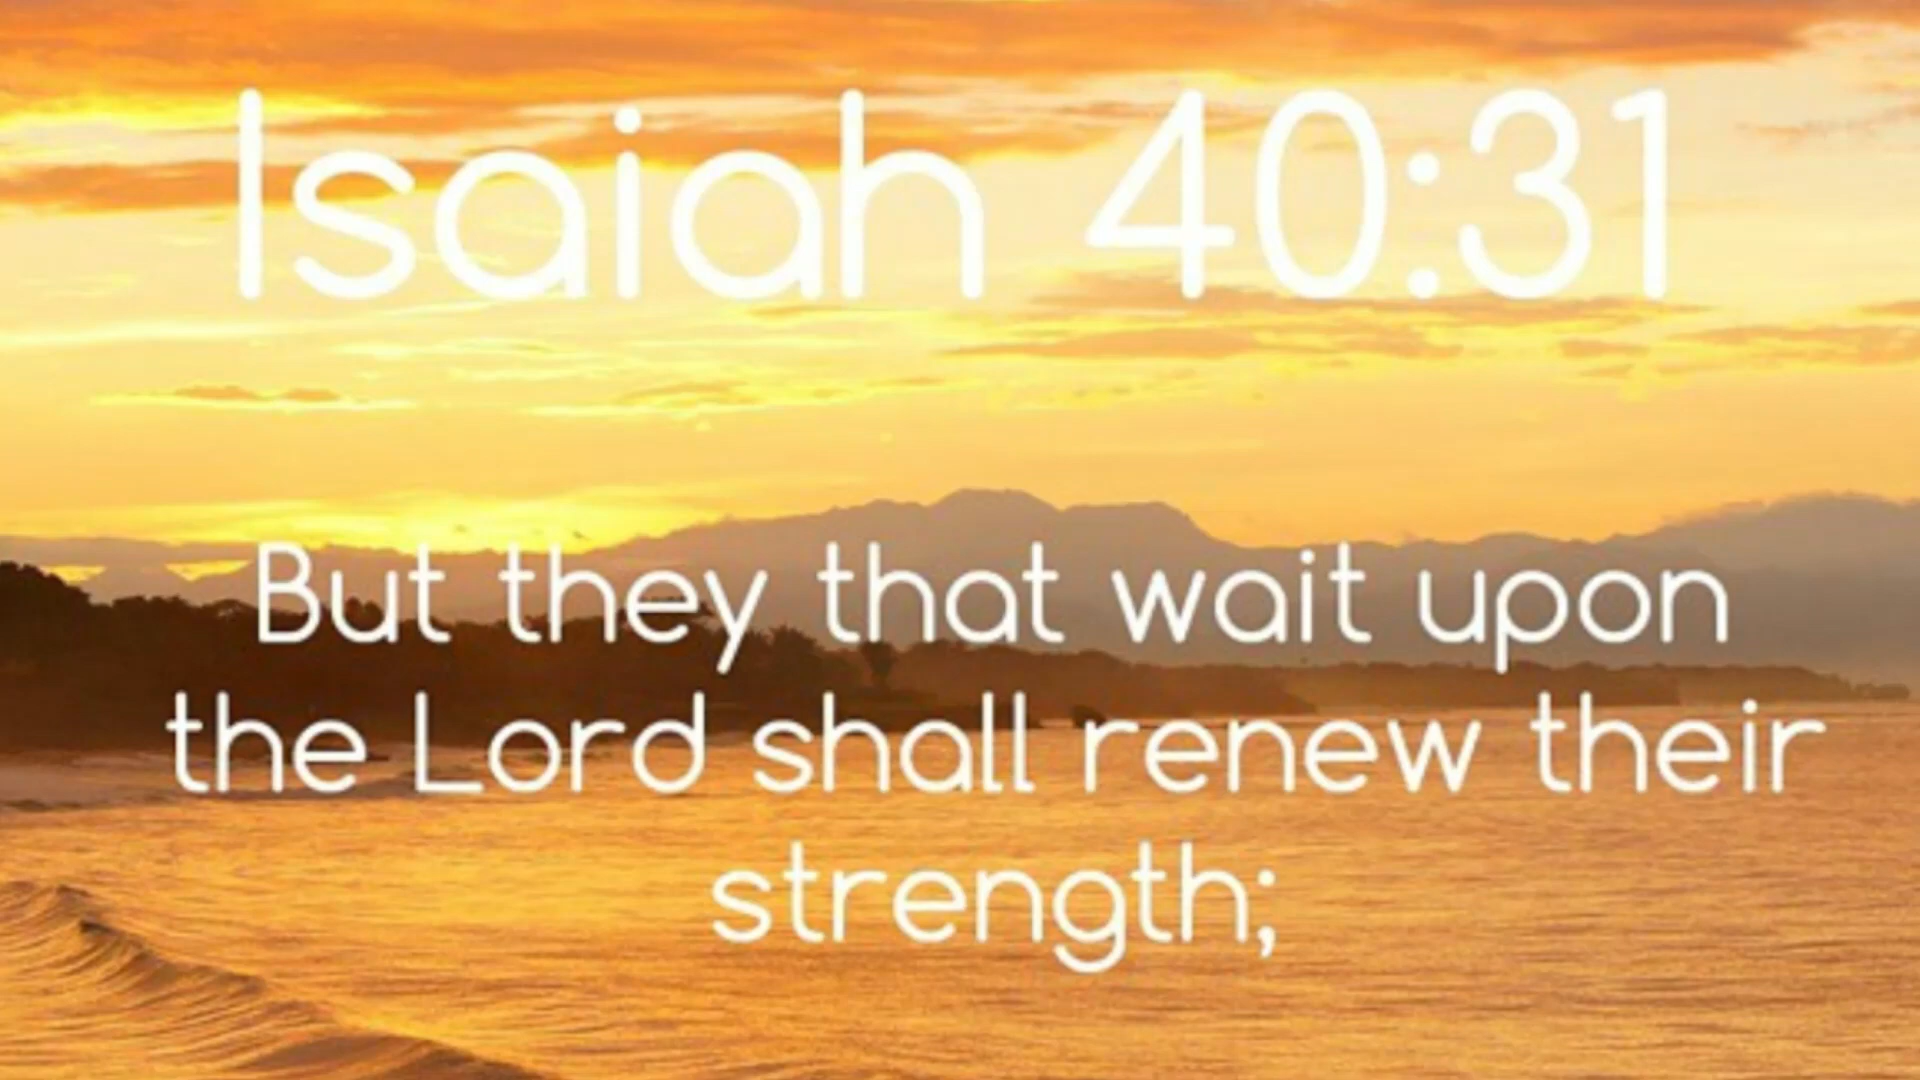 Isaiah 40:31
But they that wait upon
the Lord shall renew their
strength;